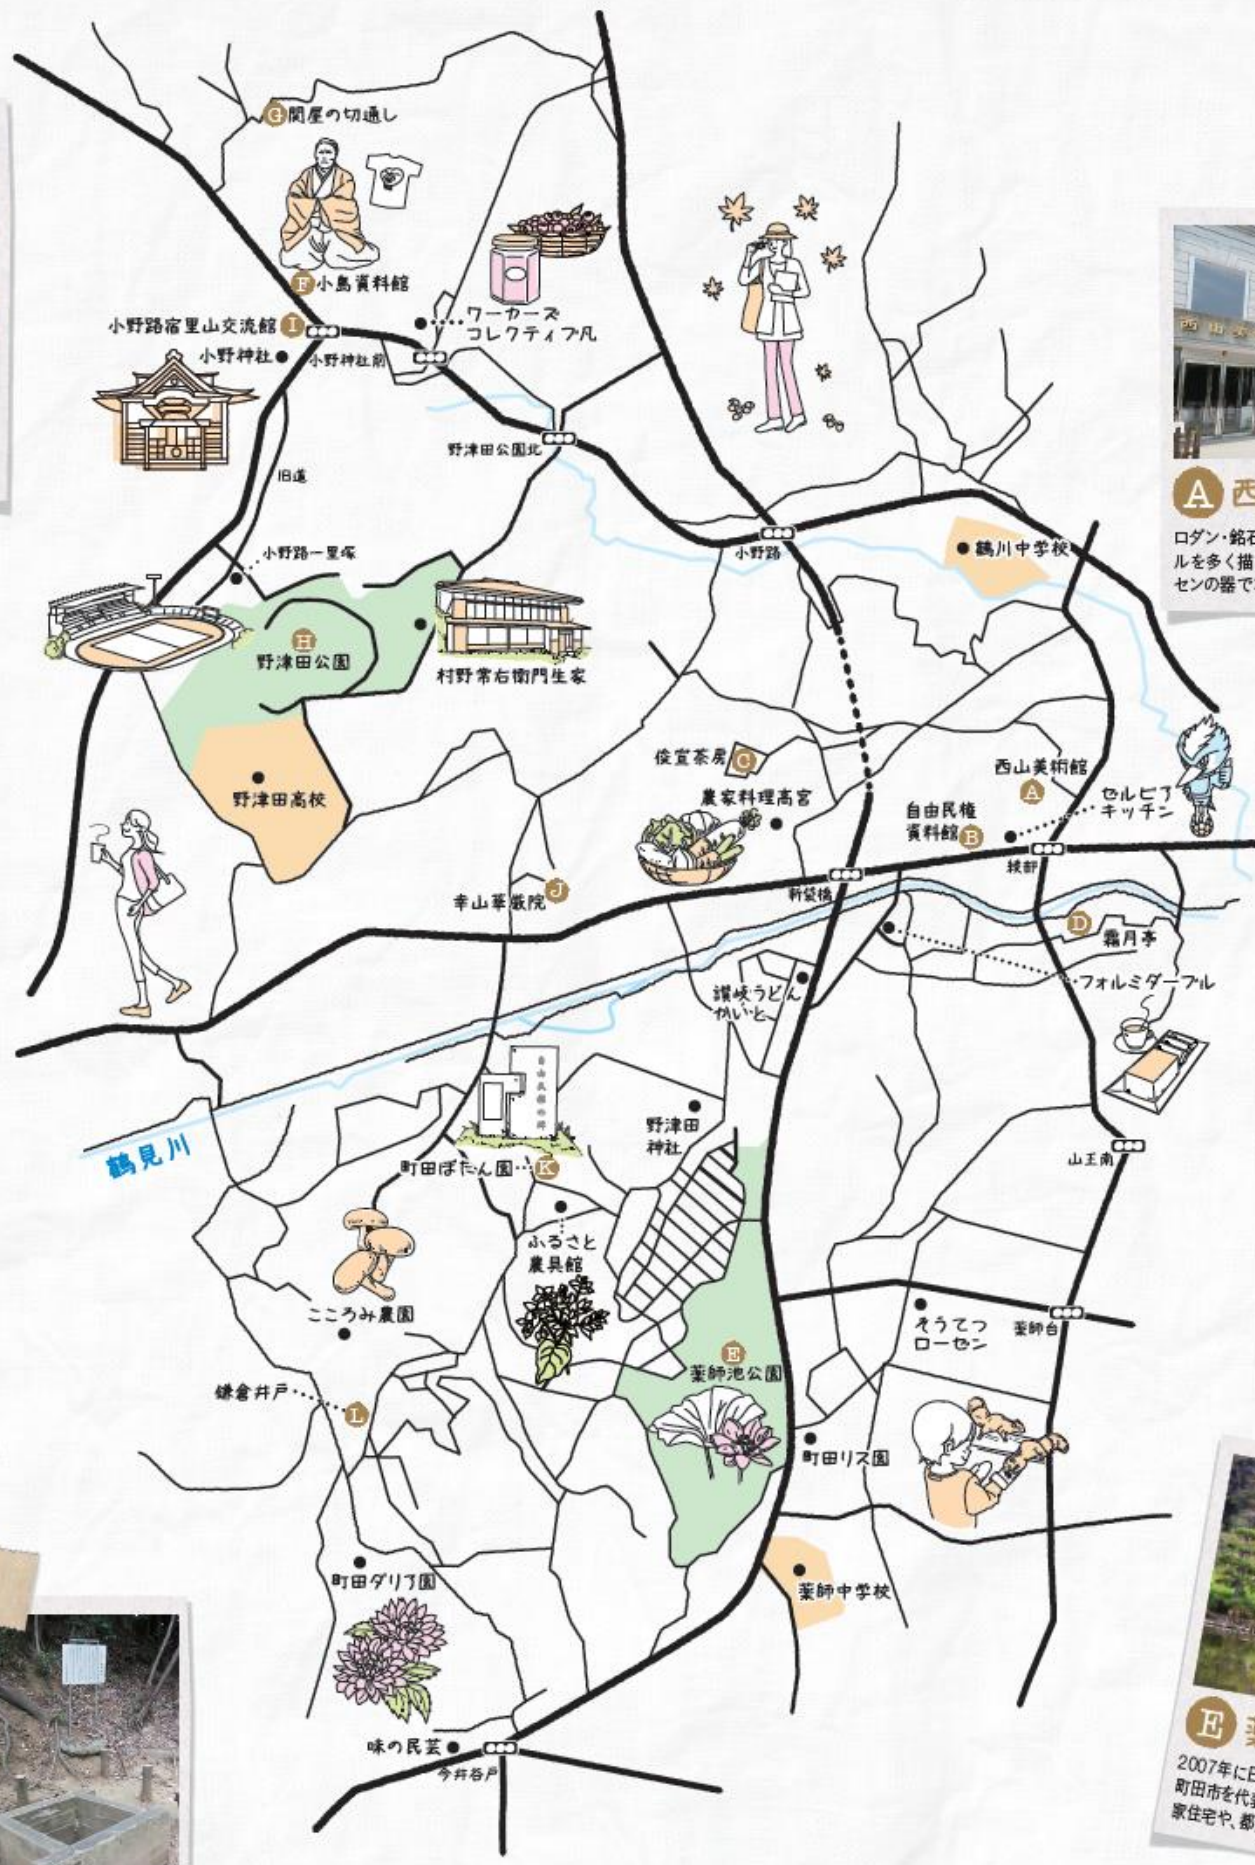 G
関屋の切通し
F
小島資料館
小野路宿里山交流館
I
小野神社
小野神社前
ワーカーズ
コレクティブ凡
野津田公園北
旧道
小野路一里塚
小野路
鶴川中学校
H
野津田公園
村野常右衛門生家
野津田高校
俊宣茶房
C
農家料理高宮
西山美術館
A
セルビア
キッチン
自由民権
資料館
B
綾部
新袋橋
幸山華厳院
J
D
霜月亭
フォルミダーブル
讃岐うどん
かいと
鶴見川
野津田
神社
町田ぼたん園
K
山王南
ふるさと
農具館
こころみ農園
そうてつ
ローゼン
薬師台
E
薬師池公園
鎌倉井戸
L
町田リス園
町田ダリア園
薬師中学校
味の民芸
今井谷戸
A
西
ロダン・銘石
ルを多く描
センの器で
E
2007年に日
町田市を代表
家住宅や、都